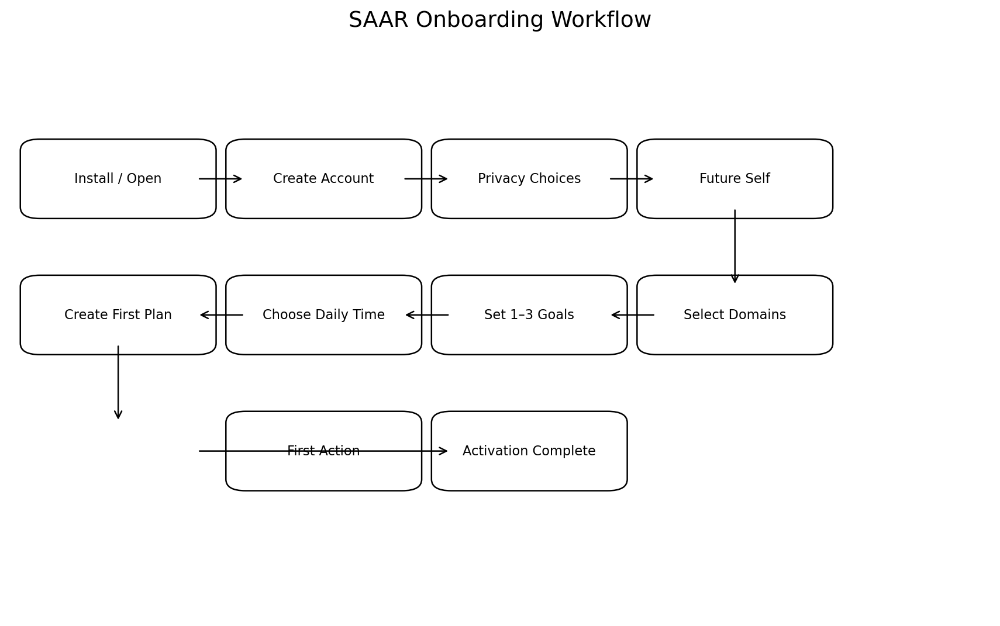 SAAR Onboarding Workflow
Install / Open
Create Account
Privacy Choices
Future Self
Select Domains
Set 1–3 Goals
Choose Daily Time
Create First Plan
First Action
Activation Complete